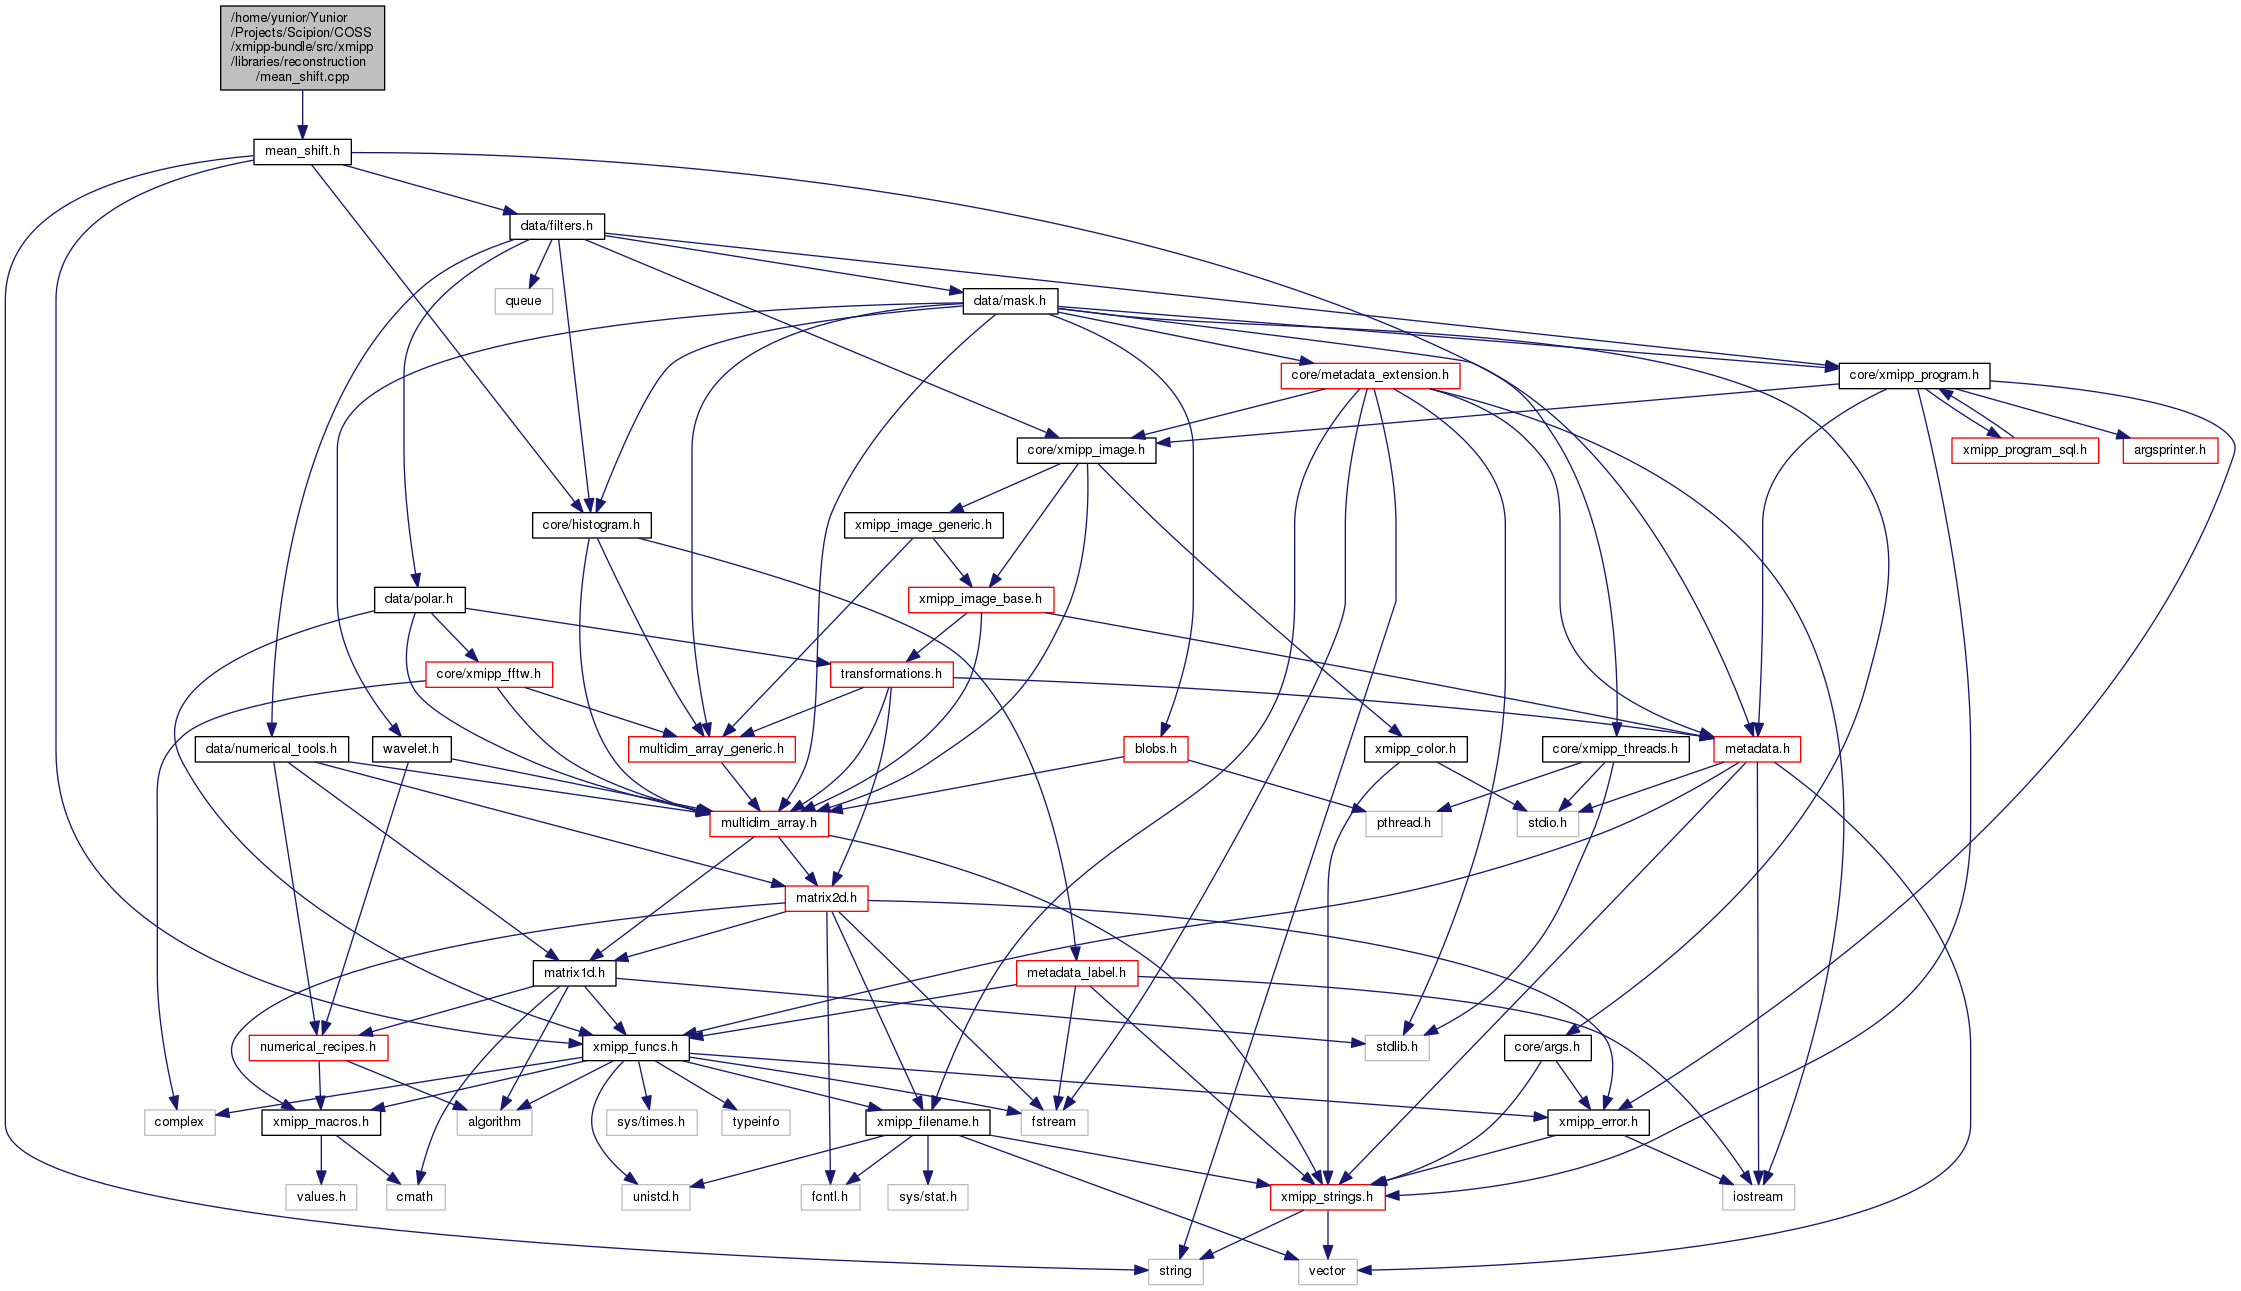 /home/yunior/Yunior
/Projects/Scipion/COSS
/xmipp-bundle/src/xmipp
/libraries/reconstruction
/mean_shift.cpp
mean_shift.h
data/filters.h
queue
data/mask.h
core/metadata_extension.h
core/xmipp_program.h
core/xmipp_image.h
xmipp_program_sql.h
argsprinter.h
core/histogram.h
xmipp_image_generic.h
data/polar.h
xmipp_image_base.h
core/xmipp_fftw.h
transformations.h
data/numerical_tools.h
wavelet.h
multidim_array_generic.h
blobs.h
xmipp_color.h
core/xmipp_threads.h
metadata.h
multidim_array.h
pthread.h
stdio.h
matrix2d.h
matrix1d.h
metadata_label.h
numerical_recipes.h
xmipp_funcs.h
stdlib.h
core/args.h
complex
xmipp_macros.h
algorithm
sys/times.h
typeinfo
xmipp_filename.h
fstream
xmipp_error.h
values.h
cmath
unistd.h
fcntl.h
sys/stat.h
xmipp_strings.h
iostream
string
vector